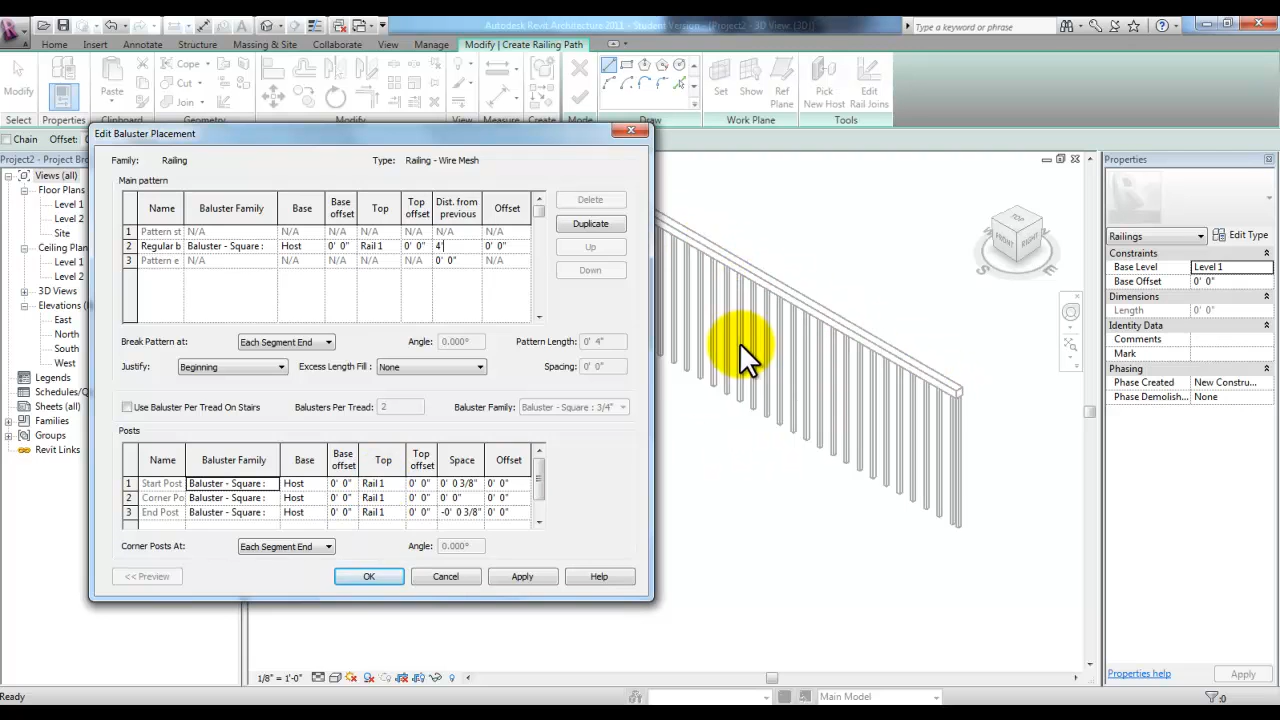 Autodesk Revit Architecture 2011 - Student Version - [Project2 - 3D View: {3D}]
Type a keyword or phrase
Home Insert Annotate Structure Massing & Site Collaborate View Manage Modify | Create Railing Path
Modify Paste Cope Cut Join Set Show Ref Plane Pick New Host Edit Rail Joins
Select Properties Clipboard Geometry Modify View Measure Create Mode Draw Work Plane Tools
Chain Offset:
Edit Baluster Placement
Family: Railing Type: Railing - Wire Mesh
Main pattern
Name Baluster Family Base Base offset Top Top offset Dist. from previous Offset
1 Pattern st N/A N/A N/A N/A N/A N/A N/A
2 Regular b Baluster - Square : Host 0' 0" Rail 1 0' 0" 4' 0' 0"
3 Pattern e N/A N/A N/A N/A N/A 0' 0" N/A
Delete
Duplicate
Up
Down
Break Pattern at: Each Segment End Angle: 0.000° Pattern Length: 0' 4"
Justify: Beginning Excess Length Fill : None Spacing: 0' 0"
Use Baluster Per Tread On Stairs Balusters Per Tread: 2 Baluster Family: Baluster - Square : 3/4"
Posts
Name Baluster Family Base Base offset Top Top offset Space Offset
1 Start Post Baluster - Square : Host 0' 0" Rail 1 0' 0" 0' 0 3/8" 0' 0"
2 Corner Po Baluster - Square : Host 0' 0" Rail 1 0' 0" 0' 0" 0' 0"
3 End Post Baluster - Square : Host 0' 0" Rail 1 0' 0" -0' 0 3/8" 0' 0"
Corner Posts At: Each Segment End Angle: 0.000°
<< Preview OK Cancel Apply Help
Project2 - Project Bro
Views (all)
Floor Plans
Level 1
Level 2
Site
Ceiling Plan
Level 1
Level 2
3D Views
Elevations (
East
North
South
West
Legends
Schedules/Q
Sheets (all)
Families
Groups
Revit Links
TOP
FRONT RIGHT
S E
Properties
Railings Edit Type
Constraints
Base Level Level 1
Base Offset 0' 0"
Dimensions
Length 0' 0"
Identity Data
Comments
Mark
Phasing
Phase Created New Constru...
Phase Demolish... None
Properties help Apply
1/8" = 1'-0"
Ready Main Model :0